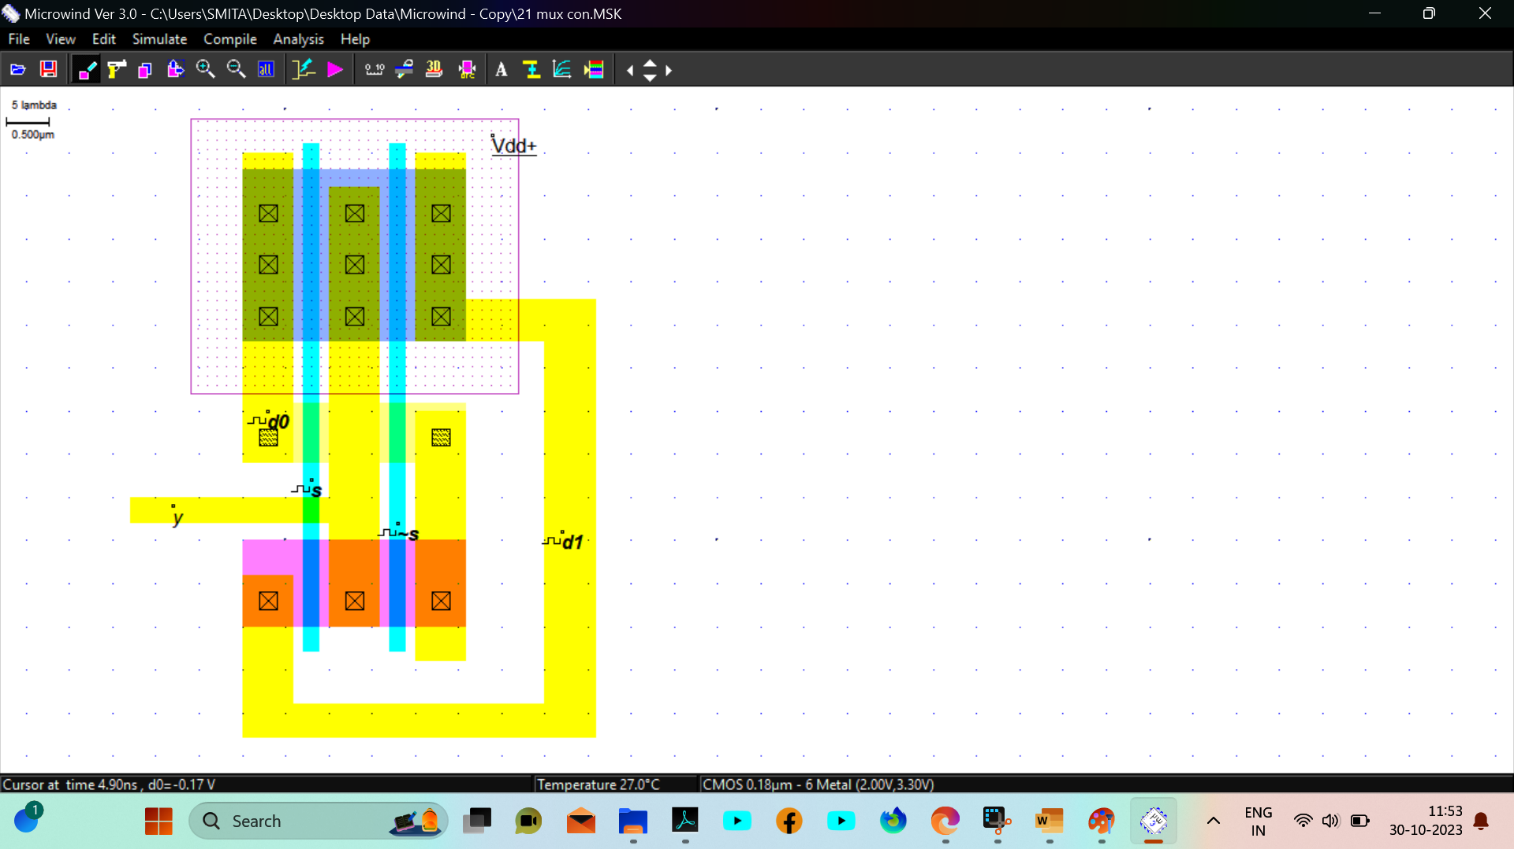 Microwind Ver 3.0 - C:\Users\SMITA\Desktop\Desktop Data\Microwind - Copy\21 mux con.MSK
File View Edit Simulate Compile Analysis Help
5 lambda
0.500µm
Vdd+
d0
s
y
~s
d1
Cursor at time 4.90ns , d0=-0.17 V
Temperature 27.0°C
CMOS 0.18µm - 6 Metal (2.00V,3.30V)
1
Search
ENG
IN
11:53
30-10-2023